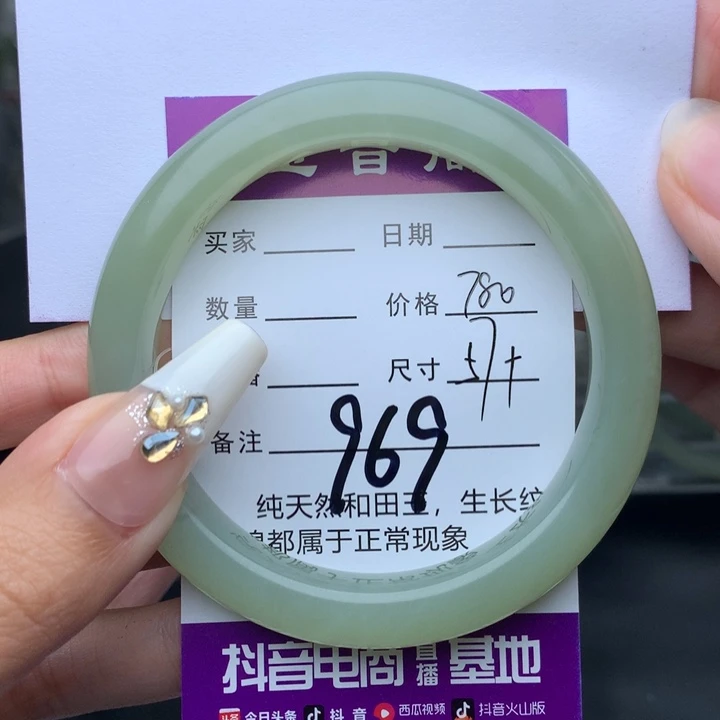 买家 日期
数量 价格 780
尺寸 57+
备注 969
纯天然和田玉，生长纹
都属于正常现象
抖音电商直播基地
今日头条 抖音 西瓜视频 抖音火山版